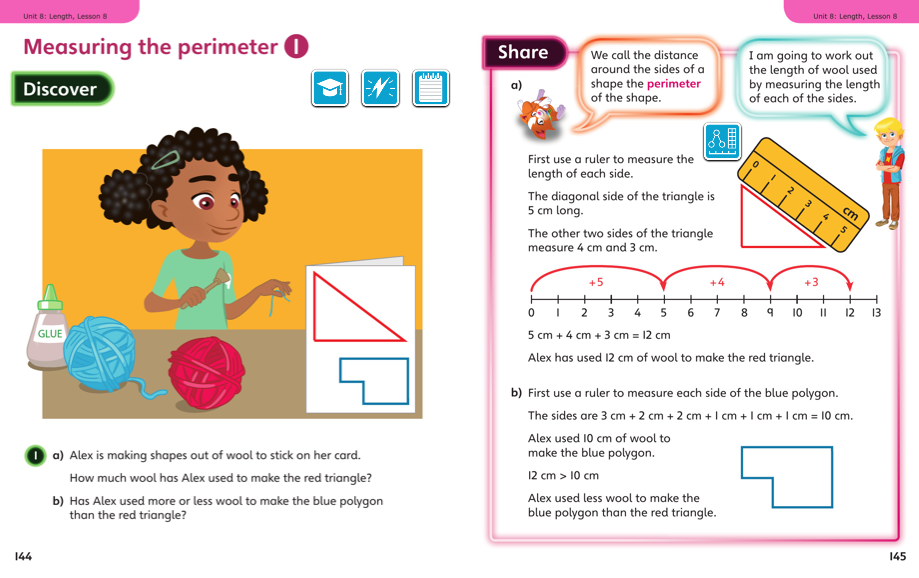 Unit 8: Length, Lesson 8
Measuring the perimeter 1
Discover
GLUE
1 a) Alex is making shapes out of wool to stick on her card.
How much wool has Alex used to make the red triangle?
b) Has Alex used more or less wool to make the blue polygon
than the red triangle?
144
Unit 8: Length, Lesson 8
Share
a)
We call the distance
around the sides of a
shape the perimeter
of the shape.
I am going to work out
the length of wool used
by measuring the length
of each of the sides.
First use a ruler to measure the
length of each side.
The diagonal side of the triangle is
5 cm long.
The other two sides of the triangle
measure 4 cm and 3 cm.
0 1 2 3 4 5 cm
+5 +4 +3
0 1 2 3 4 5 6 7 8 9 10 11 12 13
5 cm + 4 cm + 3 cm = 12 cm
Alex has used 12 cm of wool to make the red triangle.
b) First use a ruler to measure each side of the blue polygon.
The sides are 3 cm + 2 cm + 2 cm + 1 cm + 1 cm + 1 cm = 10 cm.
Alex used 10 cm of wool to
make the blue polygon.
12 cm > 10 cm
Alex used less wool to make the
blue polygon than the red triangle.
145